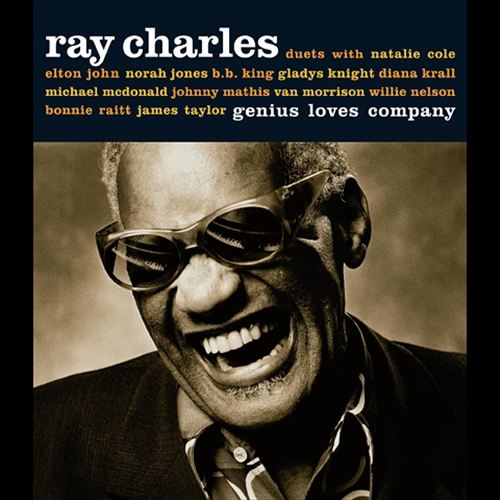 ray charles duets with natalie cole
elton john norah jones b.b. king gladys knight diana krall
michael mcdonald johnny mathis van morrison willie nelson
bonnie raitt james taylor genius loves company